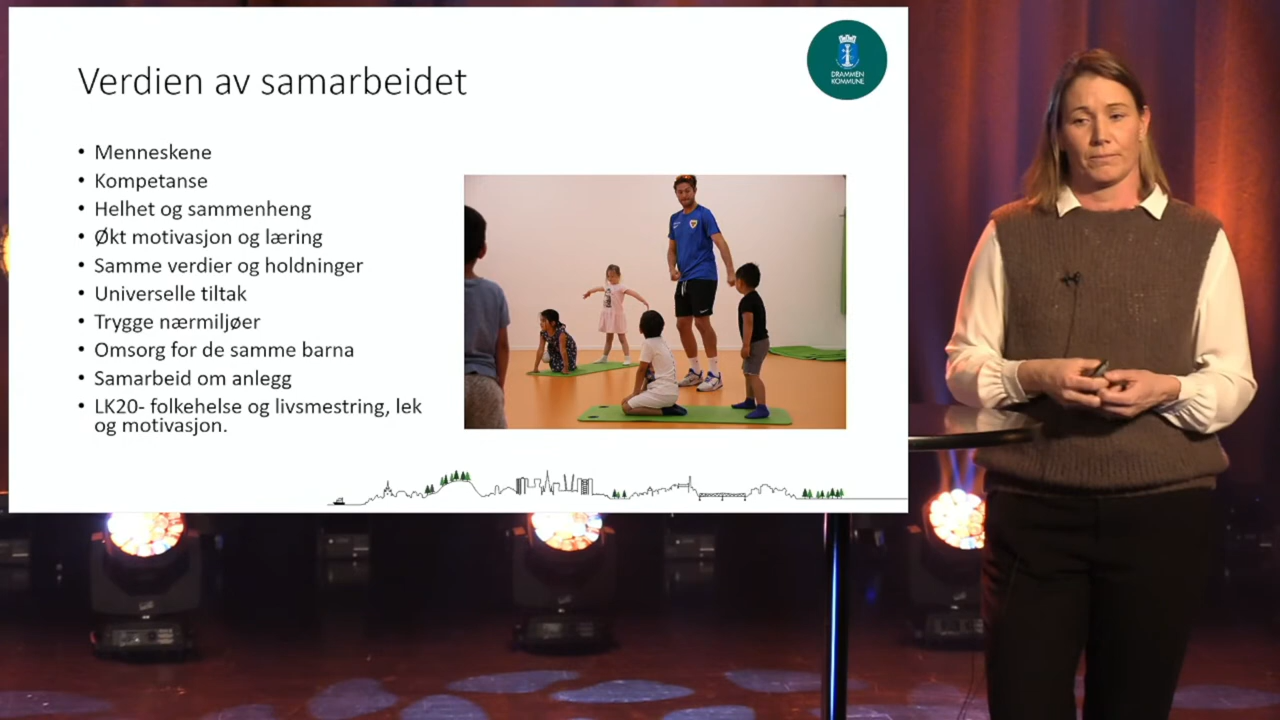 Verdien av samarbeidet
• Menneskene
• Kompetanse
• Helhet og sammenheng
• Økt motivasjon og læring
• Samme verdier og holdninger
• Universelle tiltak
• Trygge nærmiljøer
• Omsorg for de samme barna
• Samarbeid om anlegg
• LK20- folkehelse og livsmestring, lek
og motivasjon.
DRAMMEN
KOMMUNE